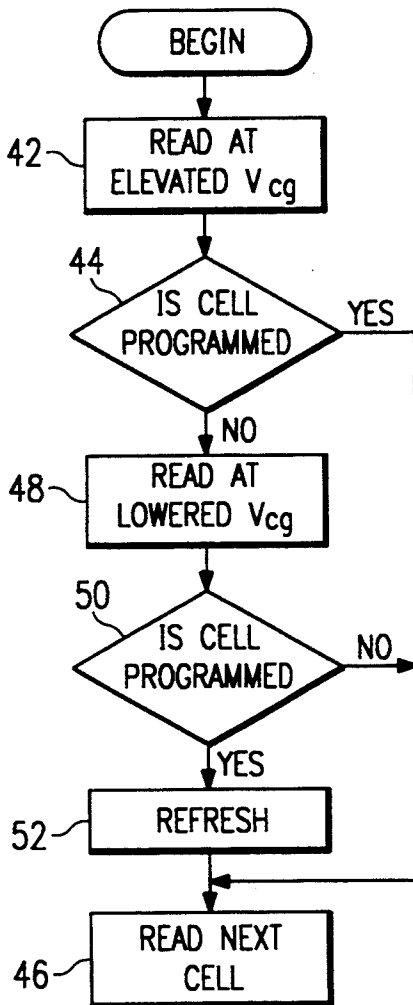 BEGIN
42
READ AT
ELEVATED Vcg
44
IS CELL
PROGRAMMED
YES
NO
48
READ AT
LOWERED Vcg
50
IS CELL
PROGRAMMED
NO
YES
52
REFRESH
46
READ NEXT
CELL